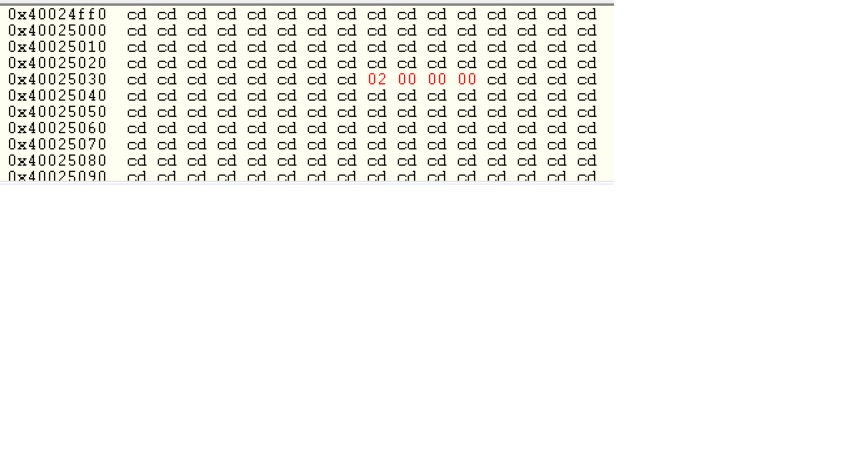 0x40024ff0 cd cd cd cd cd cd cd cd cd cd cd cd cd cd cd cd
0x40025000 cd cd cd cd cd cd cd cd cd cd cd cd cd cd cd cd
0x40025010 cd cd cd cd cd cd cd cd cd cd cd cd cd cd cd cd
0x40025020 cd cd cd cd cd cd cd cd cd cd cd cd cd cd cd cd
0x40025030 cd cd cd cd cd cd cd cd 02 00 00 00 cd cd cd cd
0x40025040 cd cd cd cd cd cd cd cd cd cd cd cd cd cd cd cd
0x40025050 cd cd cd cd cd cd cd cd cd cd cd cd cd cd cd cd
0x40025060 cd cd cd cd cd cd cd cd cd cd cd cd cd cd cd cd
0x40025070 cd cd cd cd cd cd cd cd cd cd cd cd cd cd cd cd
0x40025080 cd cd cd cd cd cd cd cd cd cd cd cd cd cd cd cd
0x40025090 cd cd cd cd cd cd cd cd cd cd cd cd cd cd cd cd